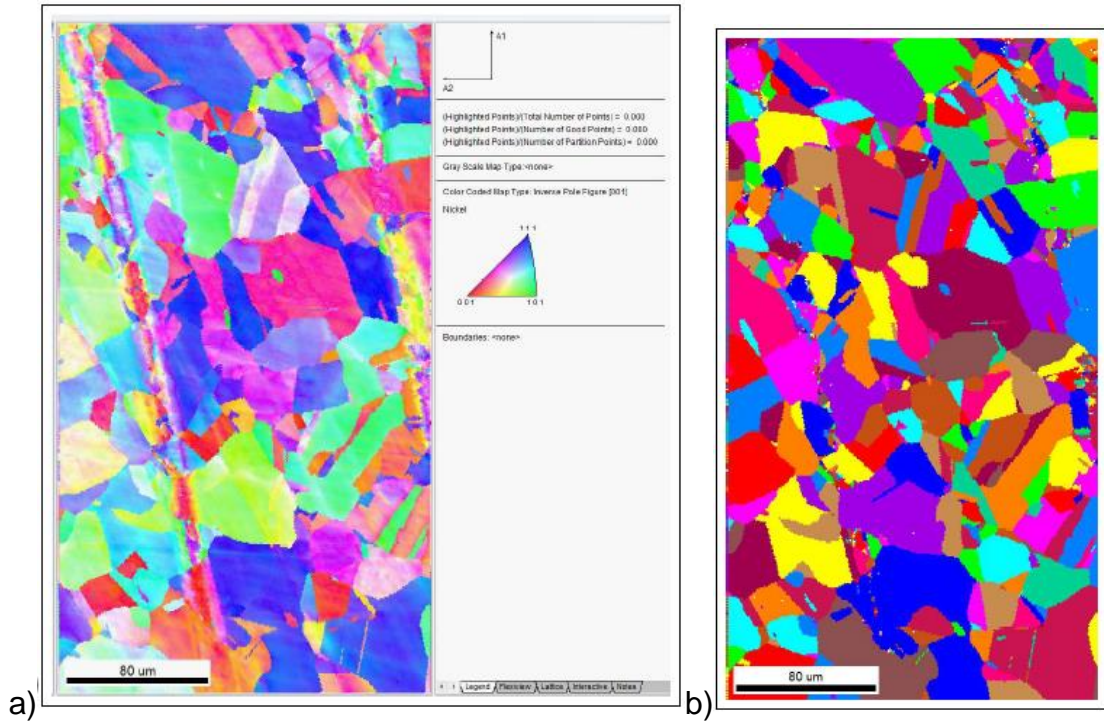 A1
A2
(Highlighted Points)/(Total Number of Points) = 0.000
(Highlighted Points)/(Number of Good Points) = 0.000
(Highlighted Points)/(Number of Partition Points) = 0.000
Gray Scale Map Type:<none>
Color Coded Map Type: Inverse Pole Figure [001]
Nickel
1 1 1
0 0 1
1 0 1
Boundaries: <none>
80 um
Legend
Flexview
Lattice
Interactive
Notes
a)
80 um
b)